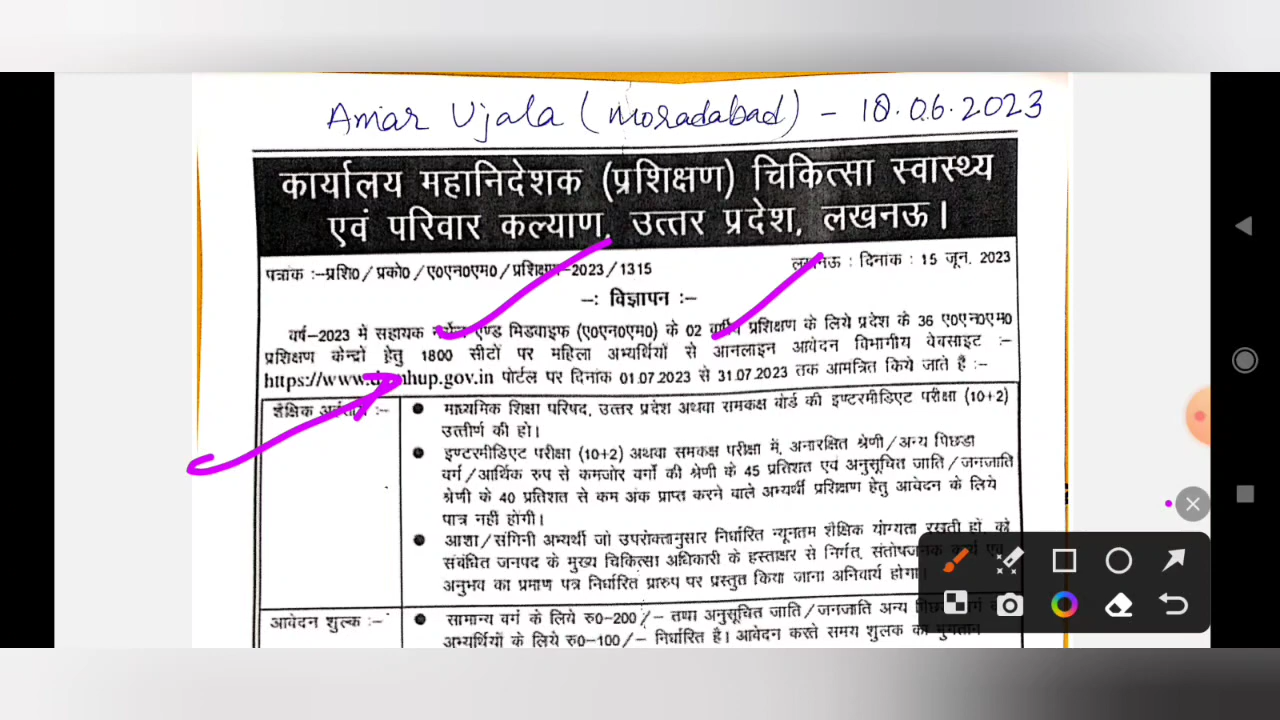 Amar Ujala (Moradabad) - 18.06.2023
कार्यालय महानिदेशक (प्रशिक्षण) चिकित्सा स्वास्थ्य
एवं परिवार कल्याण, उत्तर प्रदेश, लखनऊ।
पत्रांक :–प्रशि0/प्रको0/ए0एन0एम0/प्रशिक्षण–2023/1315 लखनऊ : दिनांक : 15 जून, 2023
–: विज्ञापन :–
वर्ष–2023 में सहायक एण्ड मिडवाइफ (ए0एन0एम0) के 02 वर्षीय प्रशिक्षण के लिये प्रदेश के 36 ए0एन0एम0
प्रशिक्षण केन्द्रों हेतु 1800 सीटों पर महिला अभ्यर्थियों से ऑनलाइन आवेदन विभागीय वेबसाइट :–
पोर्टल पर दिनांक 01.07.2023 से 31.07.2023 तक आमंत्रित किये जाते हैं :–
शैक्षिक :–
● माध्यमिक शिक्षा परिषद, उत्तर प्रदेश अथवा समकक्ष बोर्ड की इण्टरमीडिएट परीक्षा (10+2)
उत्तीर्ण की हो।
● इण्टरमीडिएट परीक्षा (10+2) अथवा समकक्ष परीक्षा में, अनारक्षित श्रेणी/अन्य पिछडा
वर्ग/आर्थिक रुप से कमजोर वर्गो की श्रेणी के 45 प्रतिशत एवं अनुसूचित जाति/जनजाति
श्रेणी के 40 प्रतिशत से कम अंक प्राप्त करने वाले अभ्यर्थी प्रशिक्षण हेतु आवेदन के लिये
पात्र नहीं होंगी।
● आशा/संगिनी अभ्यर्थी जो उपरोक्तानुसार निर्धारित न्यूनतम शैक्षिक योग्यता रखती हों, को
संबंधित जनपद के मुख्य चिकित्सा अधिकारी के हस्ताक्षर से निर्गत, संतोषजनक कार्य एवं
अनुभव का प्रमाण पत्र निर्धारित प्रारुप पर प्रस्तुत किया जाना अनिवार्य होगा।
आवेदन शुल्क :–
● सामान्य वर्ग के लिये रु0–200/– तथा अनुसूचित जाति/जनजाति अन्य
अभ्यर्थियों के लिये रु0–100/– निर्धारित है। आवेदन करते समय शुल्क का भुगतान